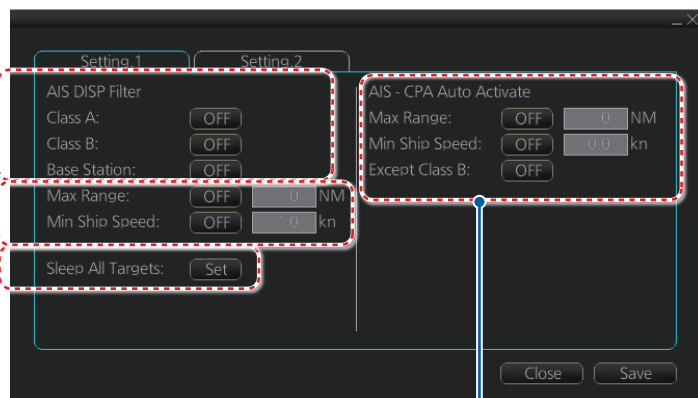 Setting.1 Setting.2
AIS DISP Filter
Class A: OFF
Class B: OFF
Base Station: OFF
Max Range: OFF 0 NM
Min Ship Speed: OFF .0 kn
Sleep All Targets: Set
AIS - CPA Auto Activate
Max Range: OFF 0 NM
Min Ship Speed: OFF 0.0 kn
Except Class B: OFF
Close Save